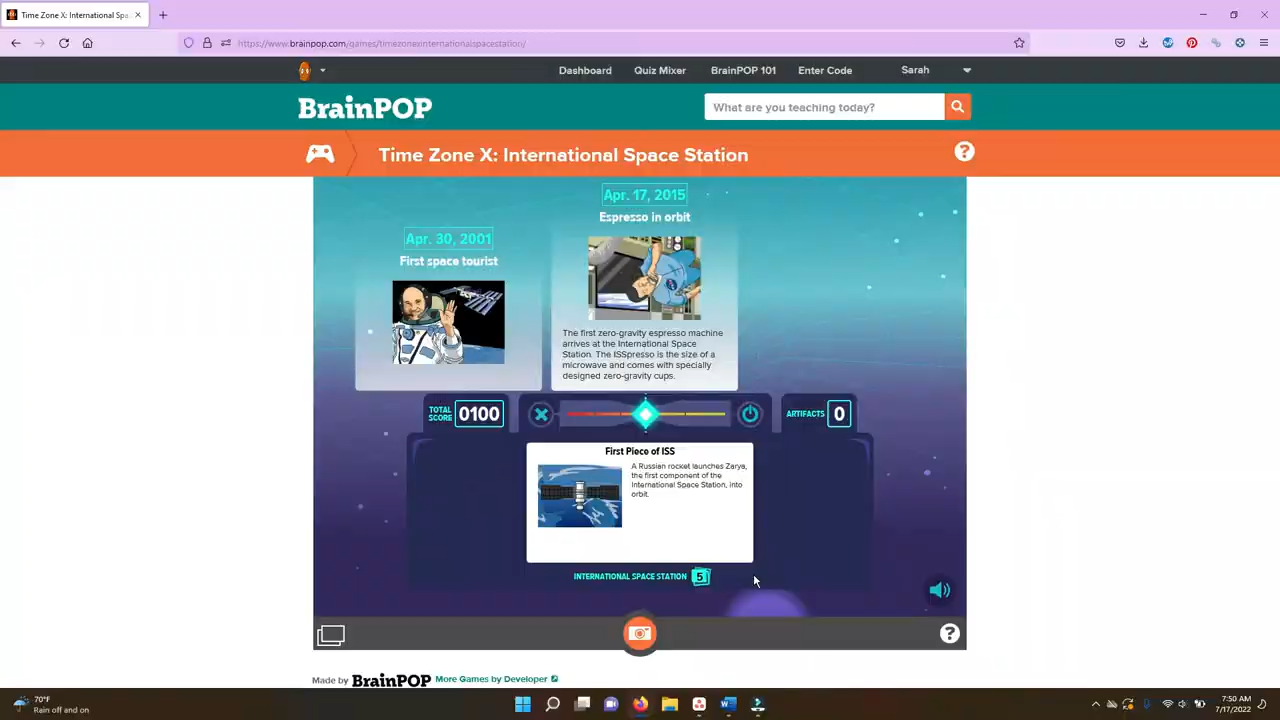 Time Zone X: International Spa
https://www.brainpop.com/games/timezonexinternationalspacestation/
Dashboard
Quiz Mixer
BrainPOP 101
Enter Code
Sarah
BrainPOP
What are you teaching today?
Time Zone X: International Space Station
?
Apr. 17, 2015
Espresso in orbit
Apr. 30, 2001
First space tourist
The first zero-gravity espresso machine
arrives at the International Space
Station. The ISSpresso is the size of a
microwave and comes with specially
designed zero-gravity cups.
TOTAL
SCORE
0100
ARTIFACTS
0
First Piece of ISS
A Russian rocket launches Zarya,
the first component of the
International Space Station, into
orbit.
INTERNATIONAL SPACE STATION
5
?
Made by BrainPOP More Games by Developer
70°F
Rain off and on
7:50 AM
7/17/2022